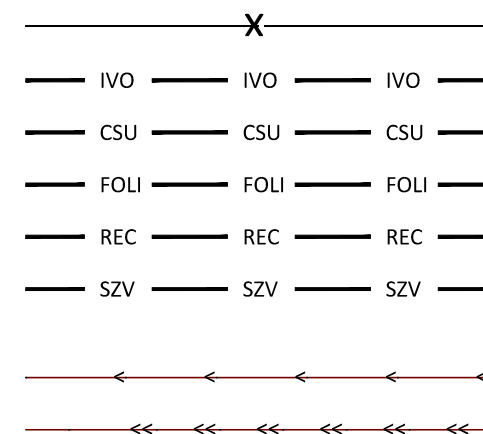 X
IVO IVO IVO
CSU CSU CSU
FOLI FOLI FOLI
REC REC REC
SZV SZV SZV